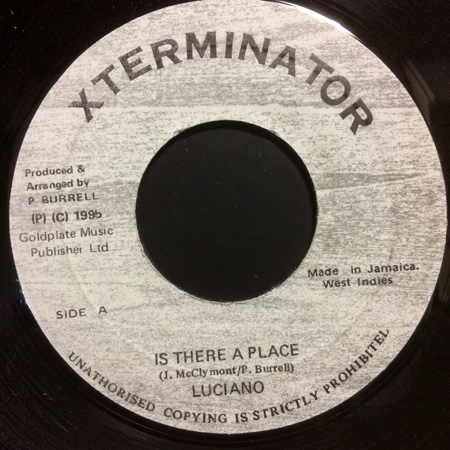 XTERMINATOR
Produced &
Arranged by
P BURRELL
(P) (C) 1995
Goldplate Music
Publisher Ltd
Made in Jamaica.
West Indies
SIDE A
IS THERE A PLACE
(J. McClymont/P. Burrell)
LUCIANO
UNATHORISED COPYING IS STRICTLY PROHIBITEL